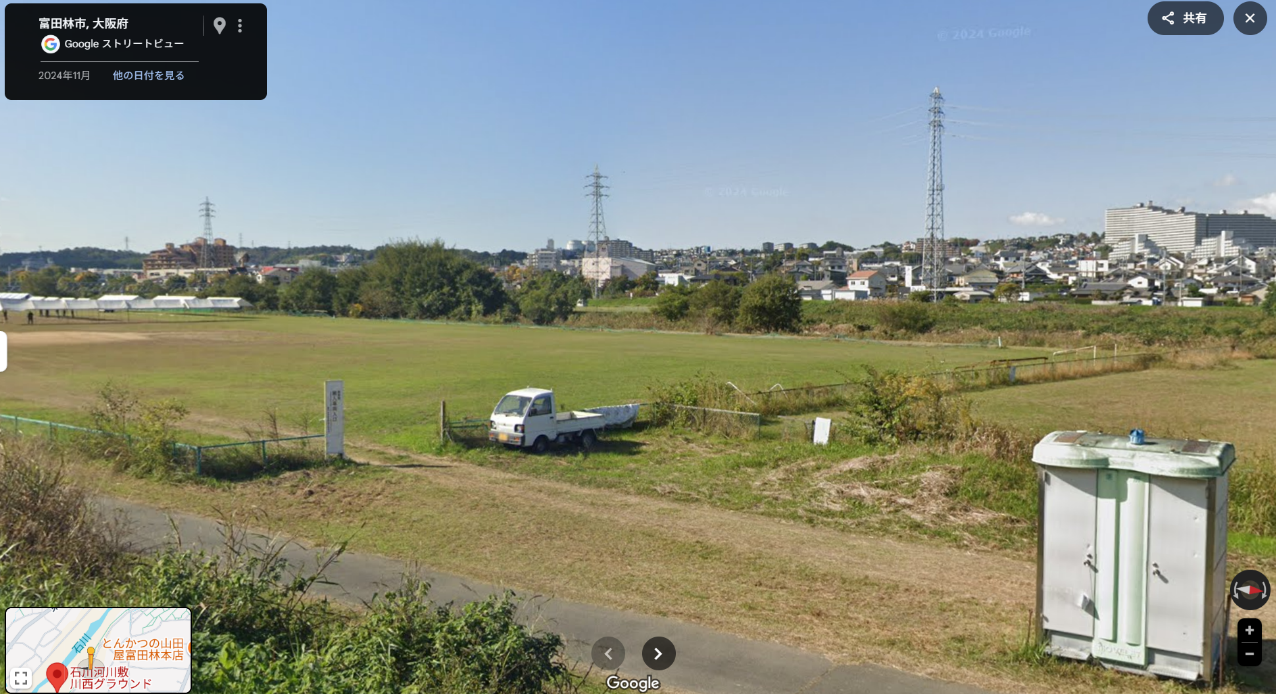 富田林市, 大阪府
Google ストリートビュー
2024年11月
他の日付を見る
共有
© 2024 Google
© 2024 Google
石川
とんかつの山田
屋富田林本店
石川河川敷
川西グラウンド
Google